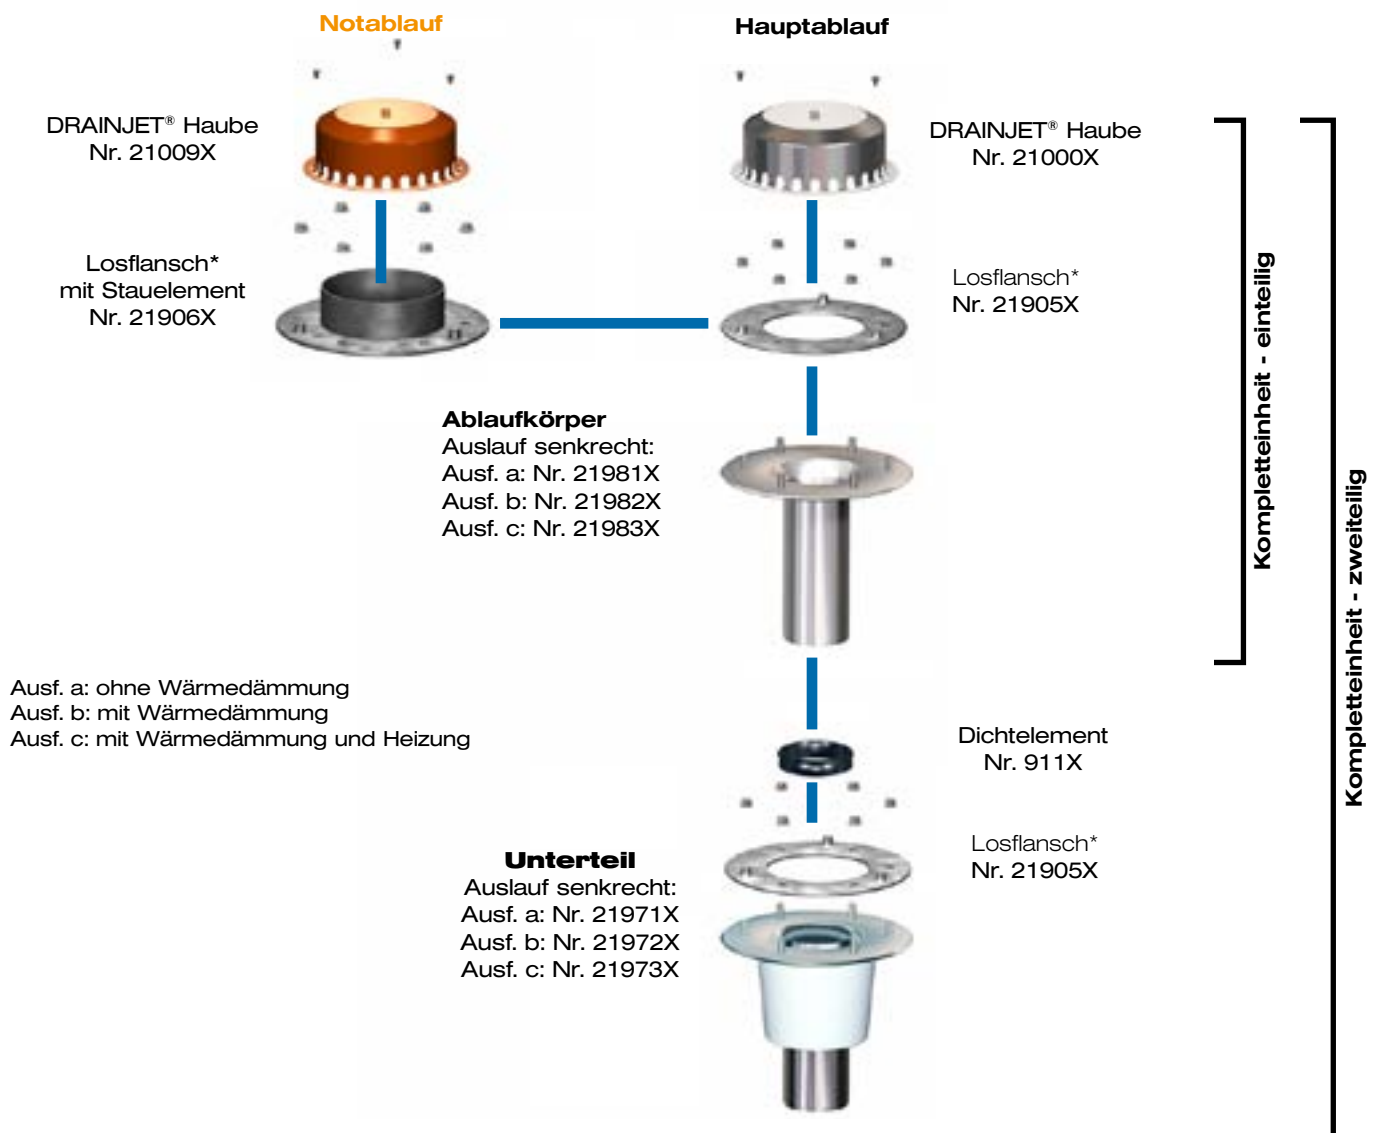 Notablauf
Hauptablauf
DRAINJET® Haube
Nr. 21009X
DRAINJET® Haube
Nr. 21000X
Losflansch*
mit Stauelement
Nr. 21906X
Losflansch*
Nr. 21905X
Ablaufkörper
Auslauf senkrecht:
Ausf. a: Nr. 21981X
Ausf. b: Nr. 21982X
Ausf. c: Nr. 21983X
Kompletteinheit - einteilig
Kompletteinheit - zweiteilig
Ausf. a: ohne Wärmedämmung
Ausf. b: mit Wärmedämmung
Ausf. c: mit Wärmedämmung und Heizung
Dichtelement
Nr. 911X
Losflansch*
Nr. 21905X
Unterteil
Auslauf senkrecht:
Ausf. a: Nr. 21971X
Ausf. b: Nr. 21972X
Ausf. c: Nr. 21973X